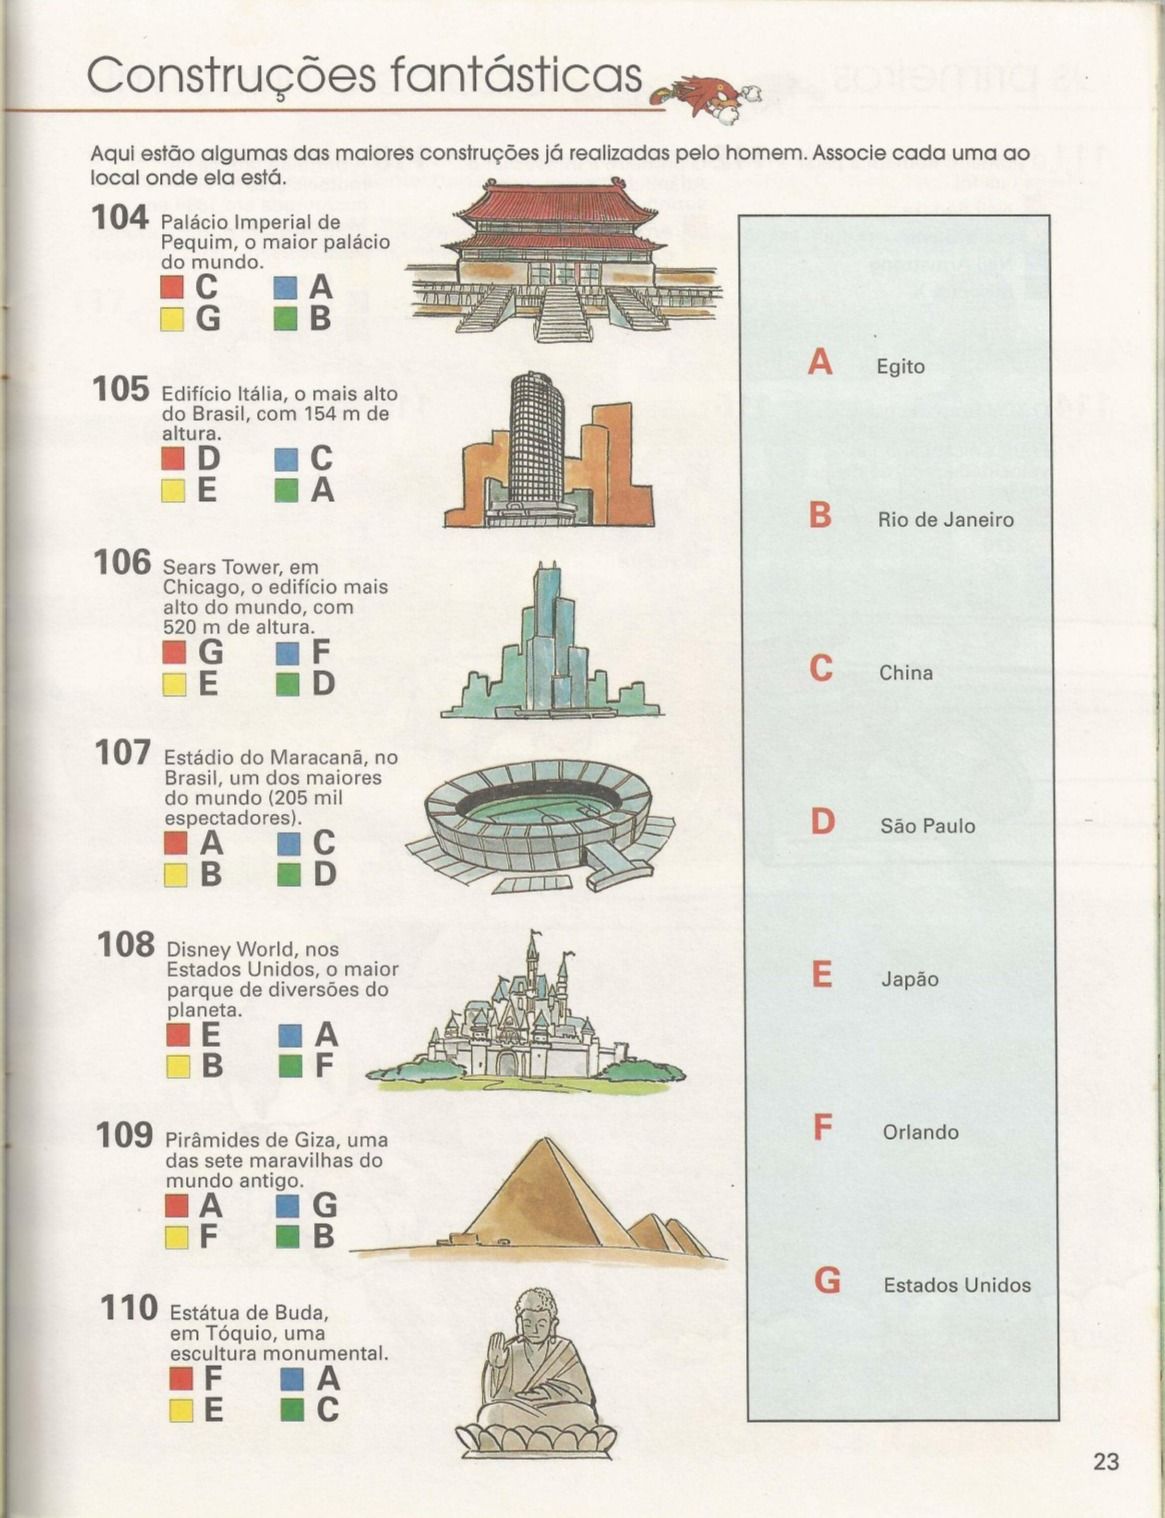 Construções fantásticas
Aqui estão algumas das maiores construções já realizadas pelo homem. Associe cada uma ao
local onde ela está.
104 Palácio Imperial de
Pequim, o maior palácio
do mundo.
C A
G B
105 Edifício Itália, o mais alto
do Brasil, com 154 m de
altura.
D C
E A
106 Sears Tower, em
Chicago, o edifício mais
alto do mundo, com
520 m de altura.
G F
E D
107 Estádio do Maracanã, no
Brasil, um dos maiores
do mundo (205 mil
espectadores).
A C
B D
108 Disney World, nos
Estados Unidos, o maior
parque de diversões do
planeta.
E A
B F
109 Pirâmides de Giza, uma
das sete maravilhas do
mundo antigo.
A G
F B
110 Estátua de Buda,
em Tóquio, uma
escultura monumental.
F A
E C
A Egito
B Rio de Janeiro
C China
D São Paulo
E Japão
F Orlando
G Estados Unidos
23